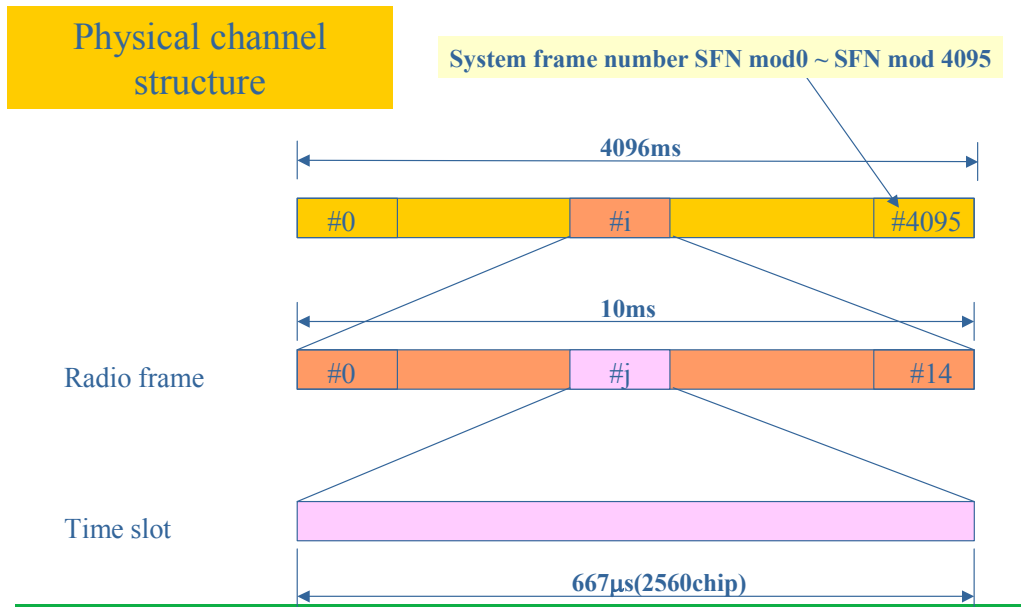 Physical channel
structure
System frame number SFN mod0 ~ SFN mod 4095
4096ms
#0 #i #4095
10ms
Radio frame #0 #j #14
Time slot
667μs(2560chip)